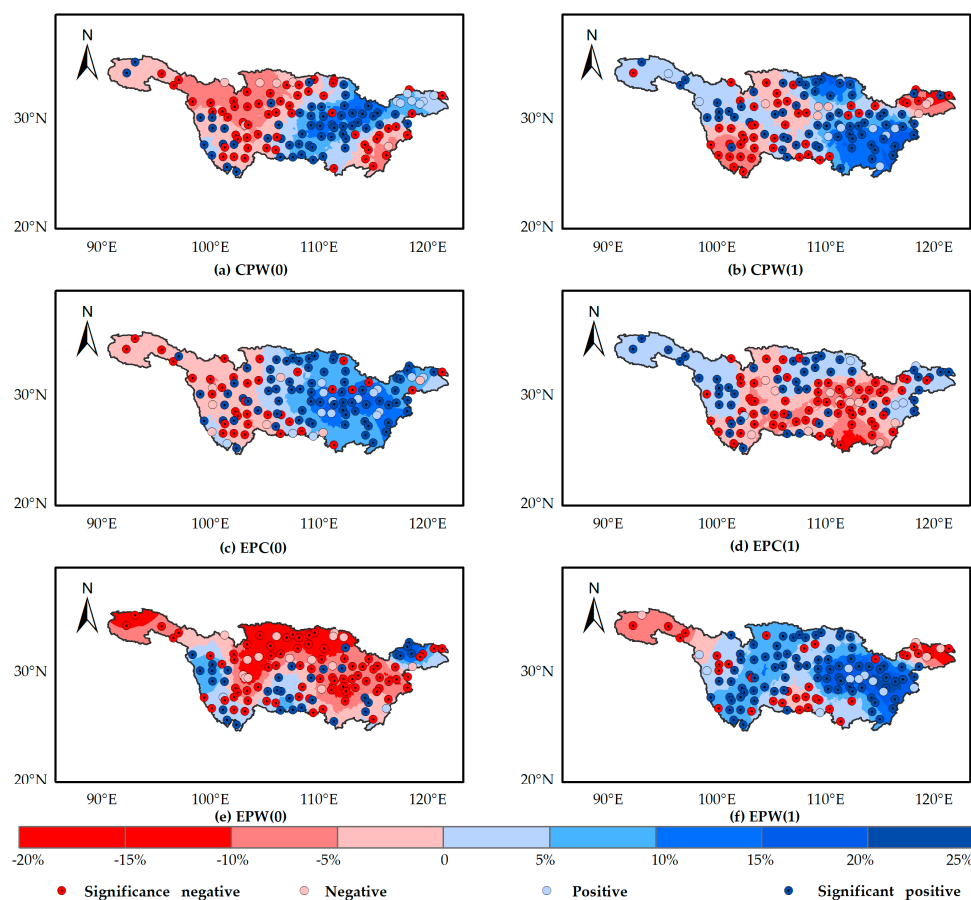 N
N
30°N
30°N
20°N
20°N
90°E 100°E 110°E 120°E
90°E 100°E 110°E 120°E
(a) CPW(0)
(b) CPW(1)
N
N
30°N
30°N
20°N
20°N
90°E 100°E 110°E 120°E
90°E 100°E 110°E 120°E
(c) EPC(0)
(d) EPC(1)
N
N
30°N
30°N
20°N
20°N
90°E 100°E 110°E 120°E
90°E 100°E 110°E 120°E
(e) EPW(0)
(f) EPW(1)
-20% -15% -10% -5% 0 5% 10% 15% 20% 25%
Significance negative Negative Positive Significant positive